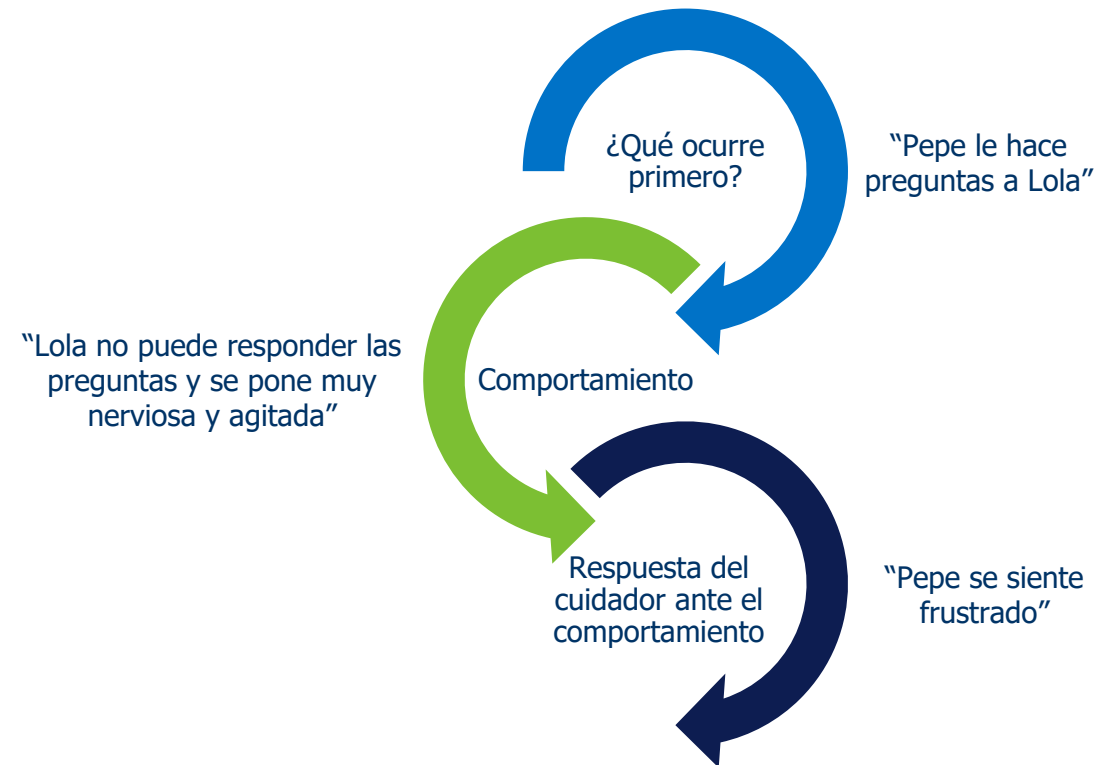 ¿Qué ocurre
primero?
“Pepe le hace
preguntas a Lola”
“Lola no puede responder las
preguntas y se pone muy
nerviosa y agitada”
Comportamiento
Respuesta del
cuidador ante el
comportamiento
“Pepe se siente
frustrado”